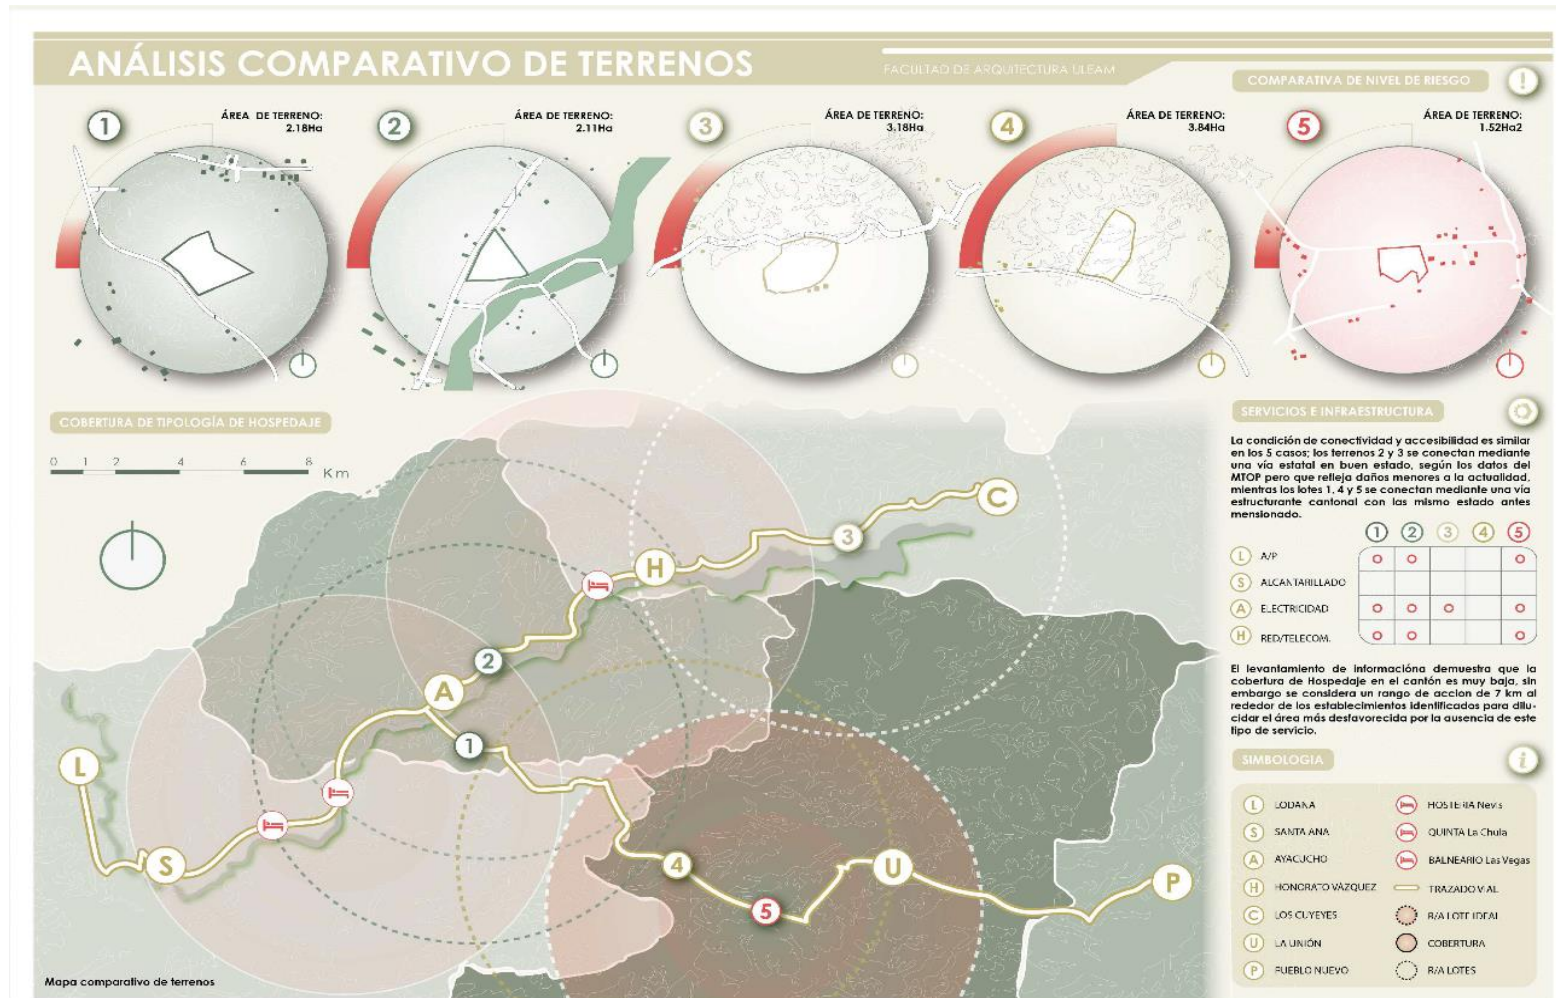 ANÁLISIS COMPARATIVO DE TERRENOS
FACULTAD DE ARQUITECTURA ULEAM
COMPARATIVA DE NIVEL DE RIESGO
!
1
ÁREA DE TERRENO:
2.18Ha
2
ÁREA DE TERRENO:
2.11Ha
3
ÁREA DE TERRENO:
3.18Ha
4
ÁREA DE TERRENO:
3.84Ha
5
ÁREA DE TERRENO:
1.52Ha2
COBERTURA DE TIPOLOGÍA DE HOSPEDAJE
0 1 2 4 6 8 Km
C
3
H
2
A
1
L
S
4
U
5
P
Mapa comparativo de terrenos
SERVICIOS E INFRAESTRUCTURA
La condición de conectividad y accesibilidad es similar
en los 5 casos; los terrenos 2 y 3 se conectan mediante
una vía estatal en buen estado, según los datos del
MTOP pero que relleja daños menores a la actualidad,
mientras los lotes 1, 4 y 5 se conectan mediante una vía
estructurante cantonal con las mismo estado antes
mensionado.
1 2 3 4 5
L A/P
S ALCANTARILLADO
A ELECTRICIDAD
H RED/TELECOM.
El levantamiento de informacióna demuestra que la
cobertura de Hospedaje en el cantón es muy baja, sin
embargo se considera un rango de accion de 7 km al
rededor de los establecimientos identificados para dilu-
cidar el área más desfavorecida por la ausencia de este
tipo de servicio.
SIMBOLOGIA
i
L LODANA
S SANTA ANA
A AYACUCHO
H HONORATO VÁZQUEZ
C LOS CUYEYES
U LA UNIÓN
P PUEBLO NUEVO
HOSTERIA Nevis
QUINTA La Chula
BALNEARIO Las Vegas
TRAZADO VIAL
R/A LOTE IDEAL
COBERTURA
R/A LOTES